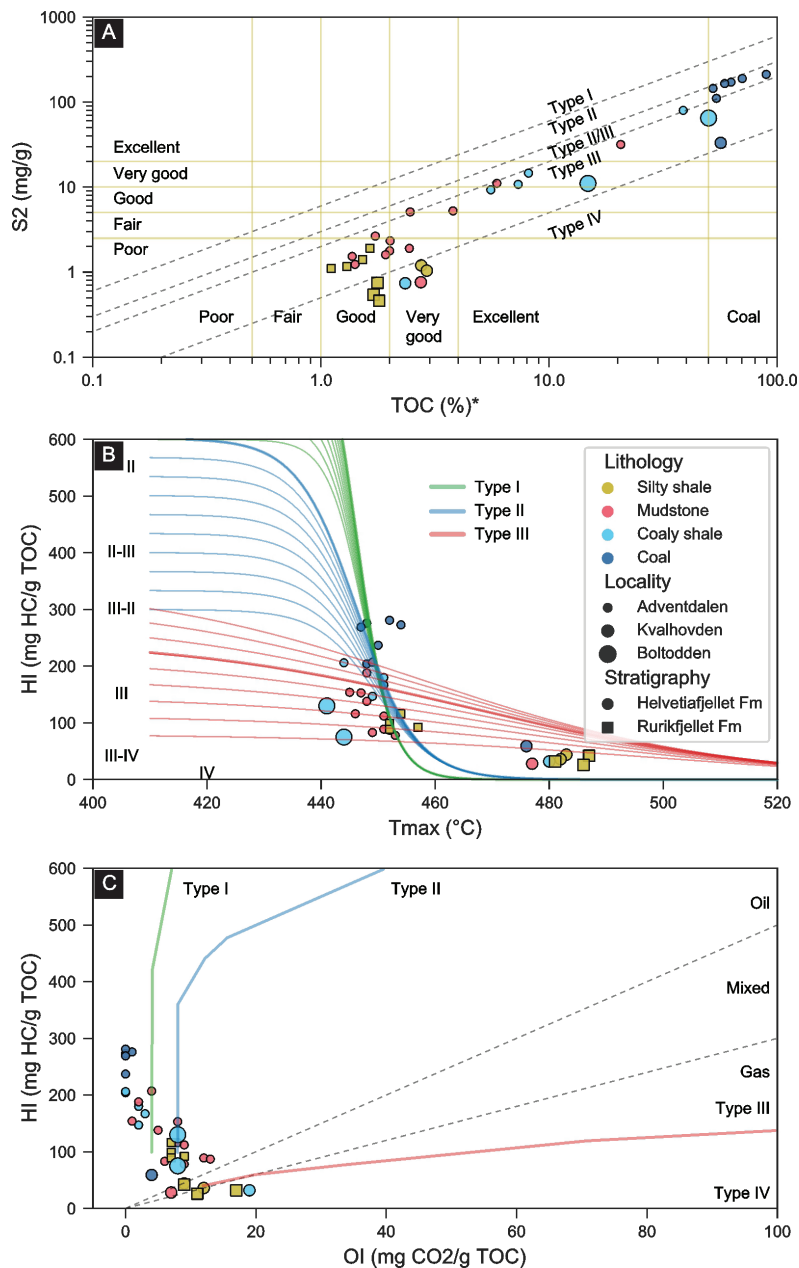 A
1000
100
10
1
0.1
S2 (mg/g)
Excellent
Very good
Good
Fair
Poor
Type I
Type II
Type II/III
Type III
Type IV
Poor
Fair
Good
Very
good
Excellent
Coal
0.1
1.0
10.0
100.0
TOC (%)*
B
600
500
400
300
200
100
0
HI (mg HC/g TOC)
II
II-III
III-II
III
III-IV
IV
Type I
Type II
Type III
Lithology
Silty shale
Mudstone
Coaly shale
Coal
Locality
Adventdalen
Kvalhovden
Boltodden
Stratigraphy
Helvetiafjellet Fm
Rurikfjellet Fm
400
420
440
460
480
500
520
Tmax (°C)
C
600
500
400
300
200
100
0
HI (mg HC/g TOC)
Type I
Type II
Oil
Mixed
Gas
Type III
Type IV
0
20
40
60
80
100
OI (mg CO2/g TOC)